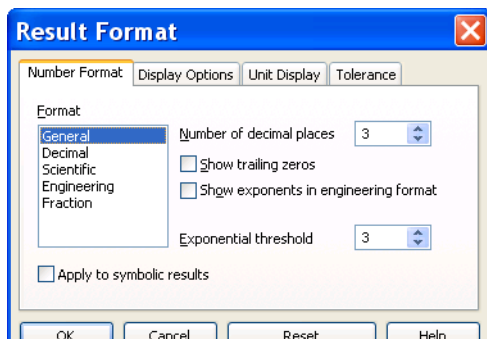 Result Format
Number Format Display Options Unit Display Tolerance
Format
General
Decimal
Scientific
Engineering
Fraction
Number of decimal places 3
Show trailing zeros
Show exponents in engineering format
Exponential threshold 3
Apply to symbolic results
OK Cancel Reset Help